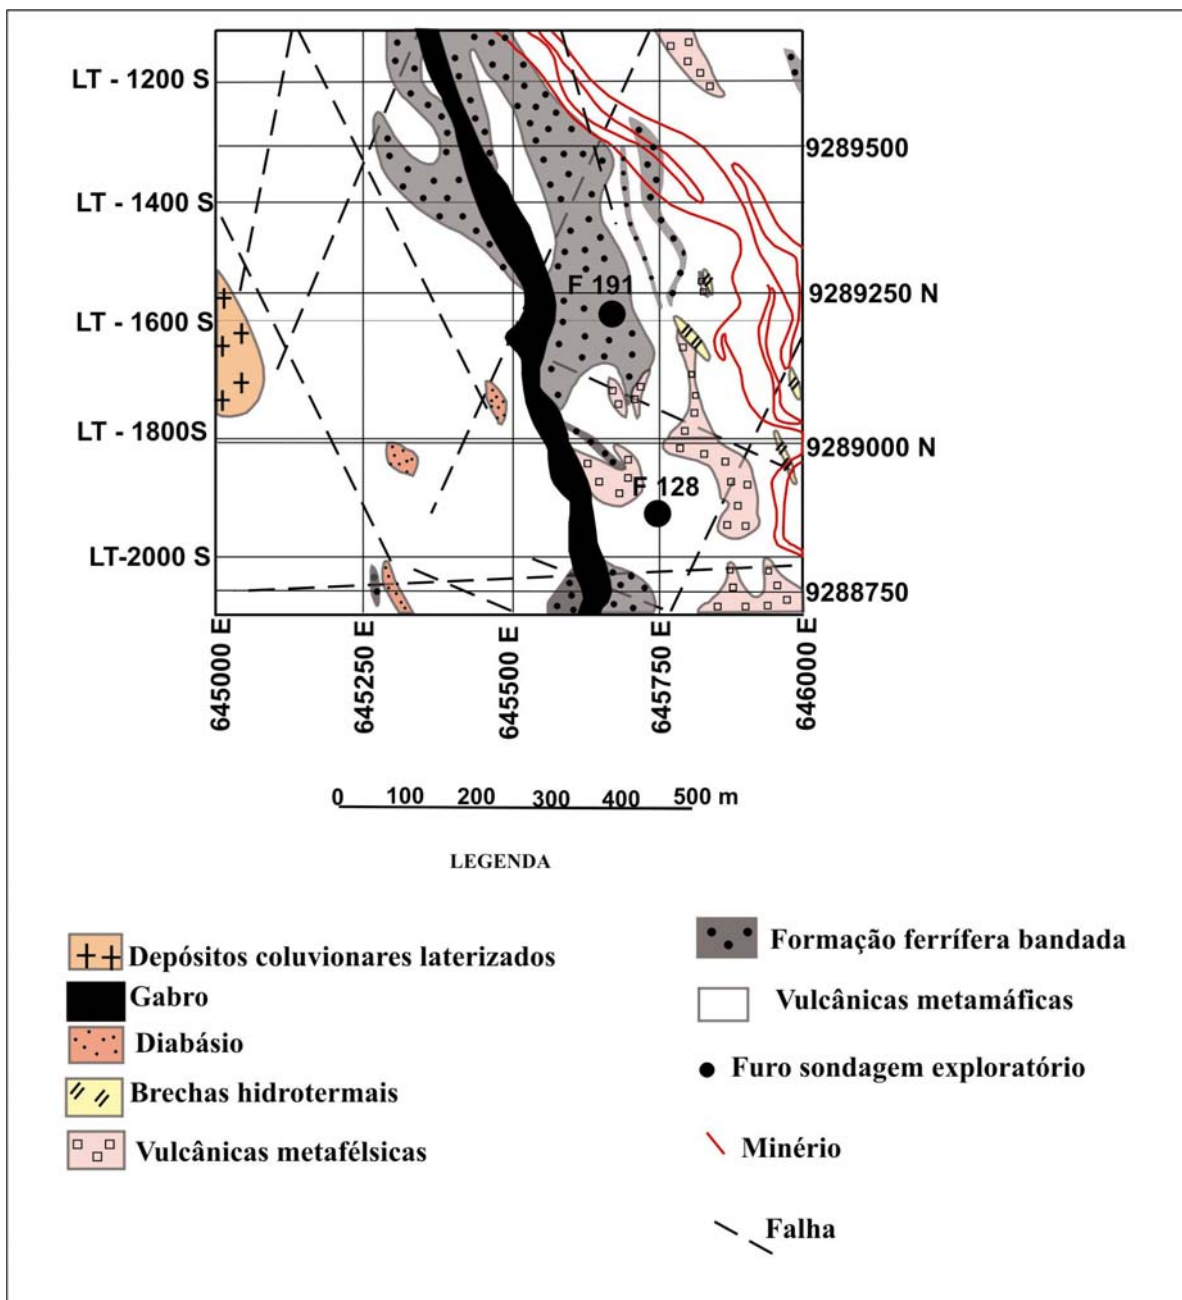 LT - 1200 S
9289500
LT - 1400 S
F 191
9289250 N
LT - 1600 S
LT - 1800S
9289000 N
F 128
LT-2000 S
9288750
645000 E
645250 E
645500 E
645750 E
646000 E
0 100 200 300 400 500 m
LEGENDA
Depósitos coluvionares laterizados
Gabro
Diabásio
Brechas hidrotermais
Vulcânicas metafélsicas
Formação ferrífera bandada
Vulcânicas metamáficas
Furo sondagem exploratório
Minério
Falha